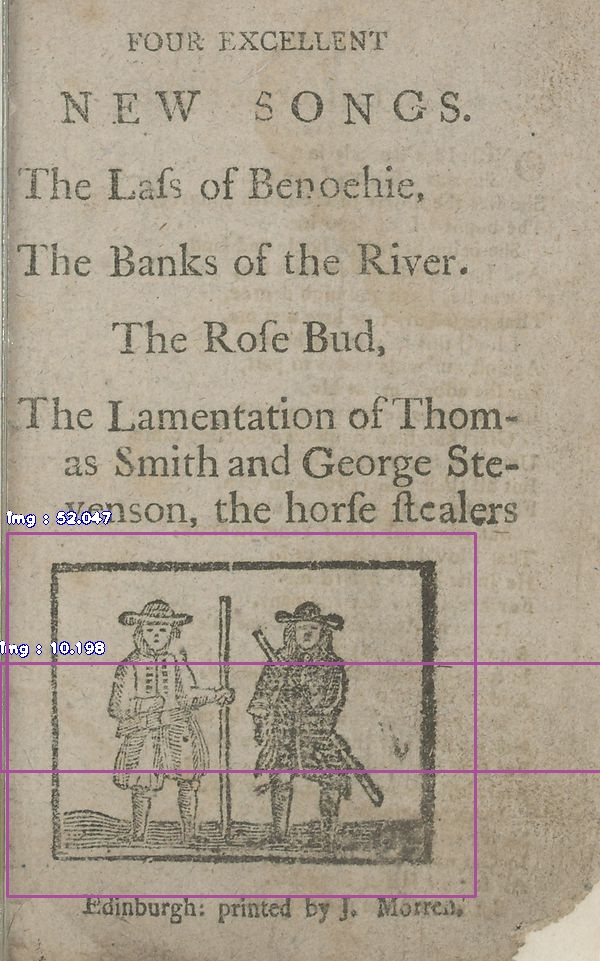 FOUR EXCELLENT
NEW SONGS.
The Laſs of Benochie,
The Banks of the River.
The Roſe Bud,
The Lamentation of Thom-
as Smith and George Ste-
venson, the horſe ſtealers
Img : 52.047
Img : 10.198
Edinburgh: printed by J. Morren.